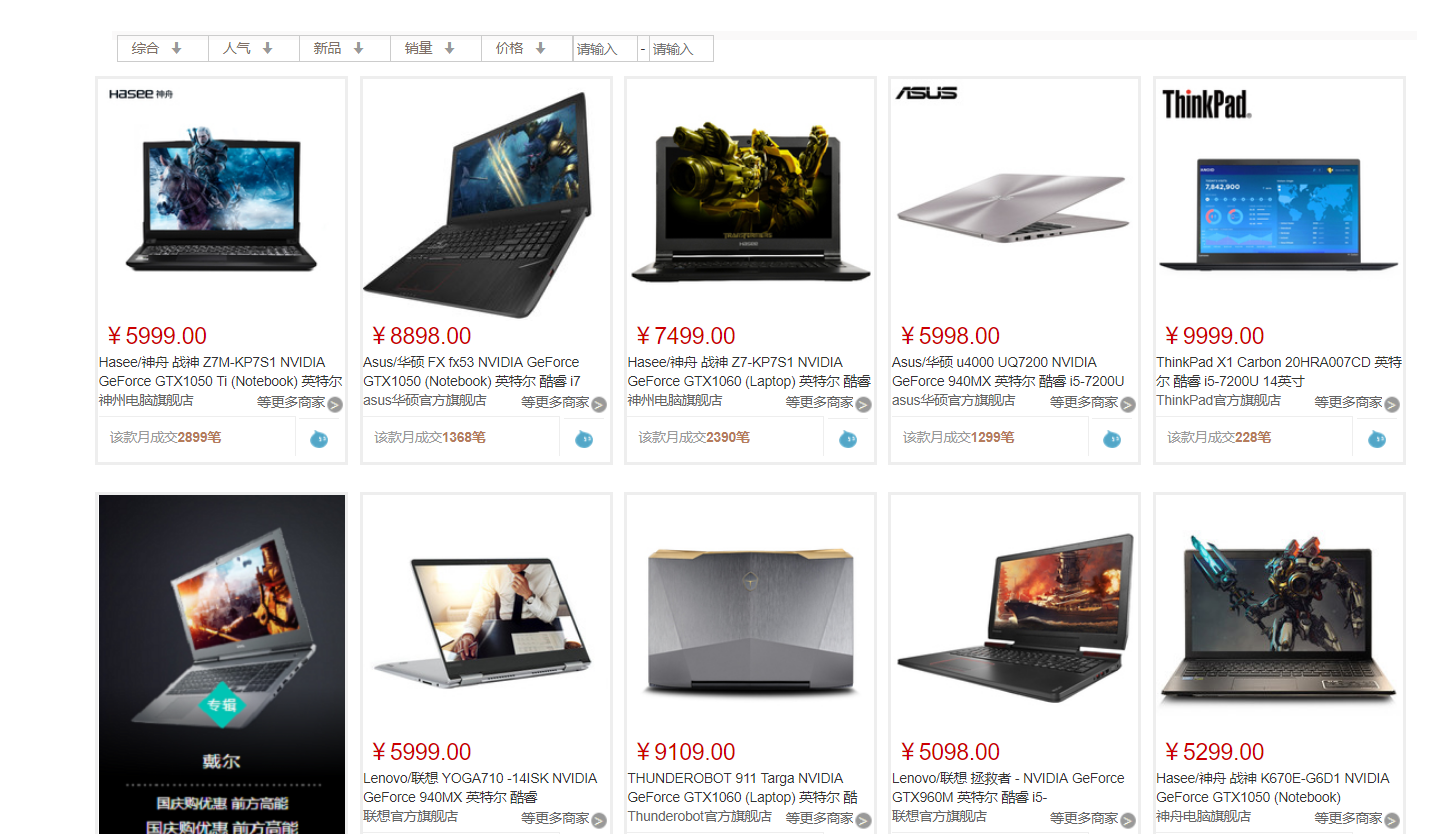 综合 人气 新品 销量 价格 请输入 - 请输入
Hasee 神舟
ASUS
ThinkPad
7,842,900
TRANSFORMERS
HASEE
￥5999.00
Hasee/神舟 战神 Z7M-KP7S1 NVIDIA
GeForce GTX1050 Ti (Notebook) 英特尔
神州电脑旗舰店 等更多商家 >
该款月成交2899笔
￥8898.00
Asus/华硕 FX fx53 NVIDIA GeForce
GTX1050 (Notebook) 英特尔 酷睿 i7
asus华硕官方旗舰店 等更多商家 >
该款月成交1368笔
￥7499.00
Hasee/神舟 战神 Z7-KP7S1 NVIDIA
GeForce GTX1060 (Laptop) 英特尔 酷睿
神州电脑旗舰店 等更多商家 >
该款月成交2390笔
￥5998.00
Asus/华硕 u4000 UQ7200 NVIDIA
GeForce 940MX 英特尔 酷睿 i5-7200U
asus华硕官方旗舰店 等更多商家 >
该款月成交1299笔
￥9999.00
ThinkPad X1 Carbon 20HRA007CD 英特
尔 酷睿 i5-7200U 14英寸
ThinkPad官方旗舰店 等更多商家 >
该款月成交228笔
专辑
戴尔
国庆购优惠 前方高能
国庆购优惠 前方高能
￥5999.00
Lenovo/联想 YOGA710 -14ISK NVIDIA
GeForce 940MX 英特尔 酷睿
联想官方旗舰店 等更多商家 >
￥9109.00
THUNDEROBOT 911 Targa NVIDIA
GeForce GTX1060 (Laptop) 英特尔 酷
Thunderobot官方旗舰店 等更多商家 >
￥5098.00
Lenovo/联想 拯救者 - NVIDIA GeForce
GTX960M 英特尔 酷睿 i5-
联想官方旗舰店 等更多商家 >
￥5299.00
Hasee/神舟 战神 K670E-G6D1 NVIDIA
GeForce GTX1050 (Notebook)
神舟电脑旗舰店 等更多商家 >